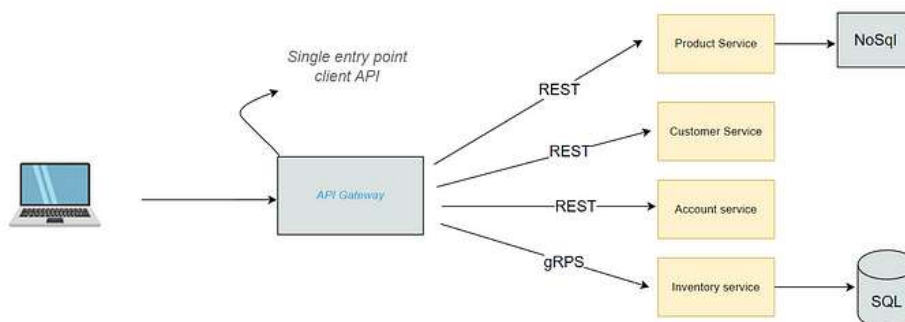 Single entry point
client API
API Gateway
REST
REST
REST
gRPS
Product Service
Customer Service
Account service
Inventory service
NoSql
SQL